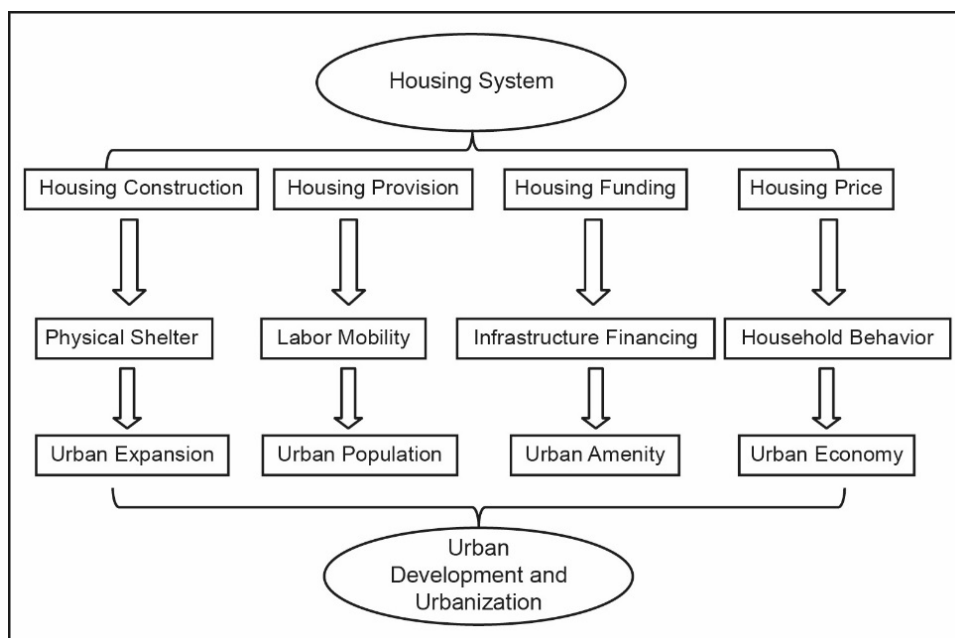 Housing System
Housing Construction
Housing Provision
Housing Funding
Housing Price
Physical Shelter
Labor Mobility
Infrastructure Financing
Household Behavior
Urban Expansion
Urban Population
Urban Amenity
Urban Economy
Urban
Development and
Urbanization